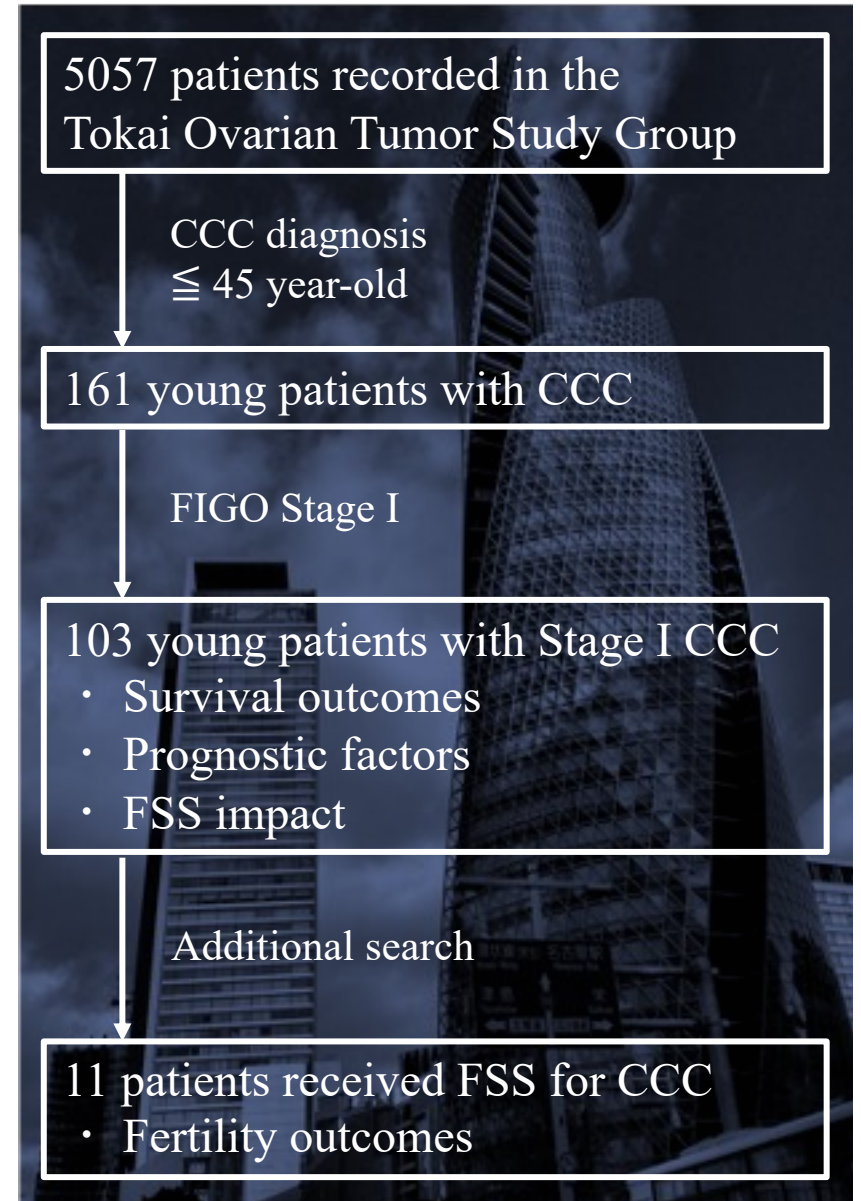 5057 patients recorded in the
Tokai Ovarian Tumor Study Group
CCC diagnosis
≦ 45 year-old
161 young patients with CCC
FIGO Stage I
103 young patients with Stage I CCC
・ Survival outcomes
・ Prognostic factors
・ FSS impact
Additional search
11 patients received FSS for CCC
・ Fertility outcomes